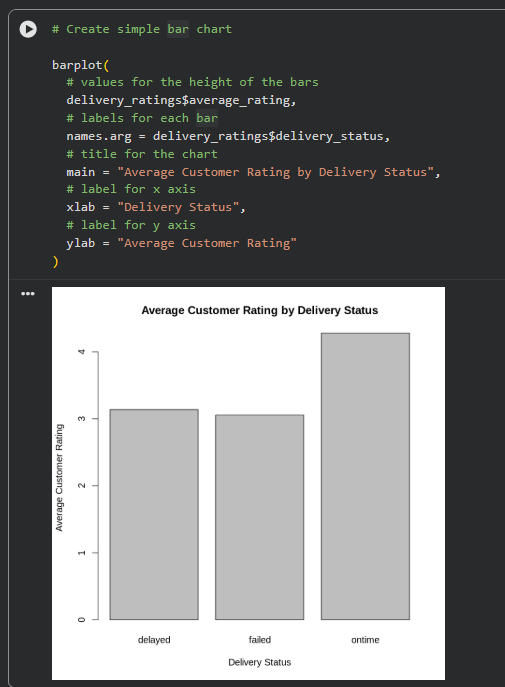 # Create simple bar chart
barplot(
# values for the height of the bars
delivery_ratings$average_rating,
# labels for each bar
names.arg = delivery_ratings$delivery_status,
# title for the chart
main = "Average Customer Rating by Delivery Status",
# label for x axis
xlab = "Delivery Status",
# label for y axis
ylab = "Average Customer Rating"
)
Average Customer Rating by Delivery Status
Average Customer Rating
4
3
2
1
0
delayed failed ontime
Delivery Status